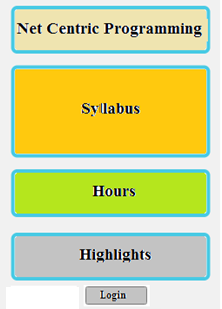 Net Centric Programming
Syllabus
Hours
Highlights
Login